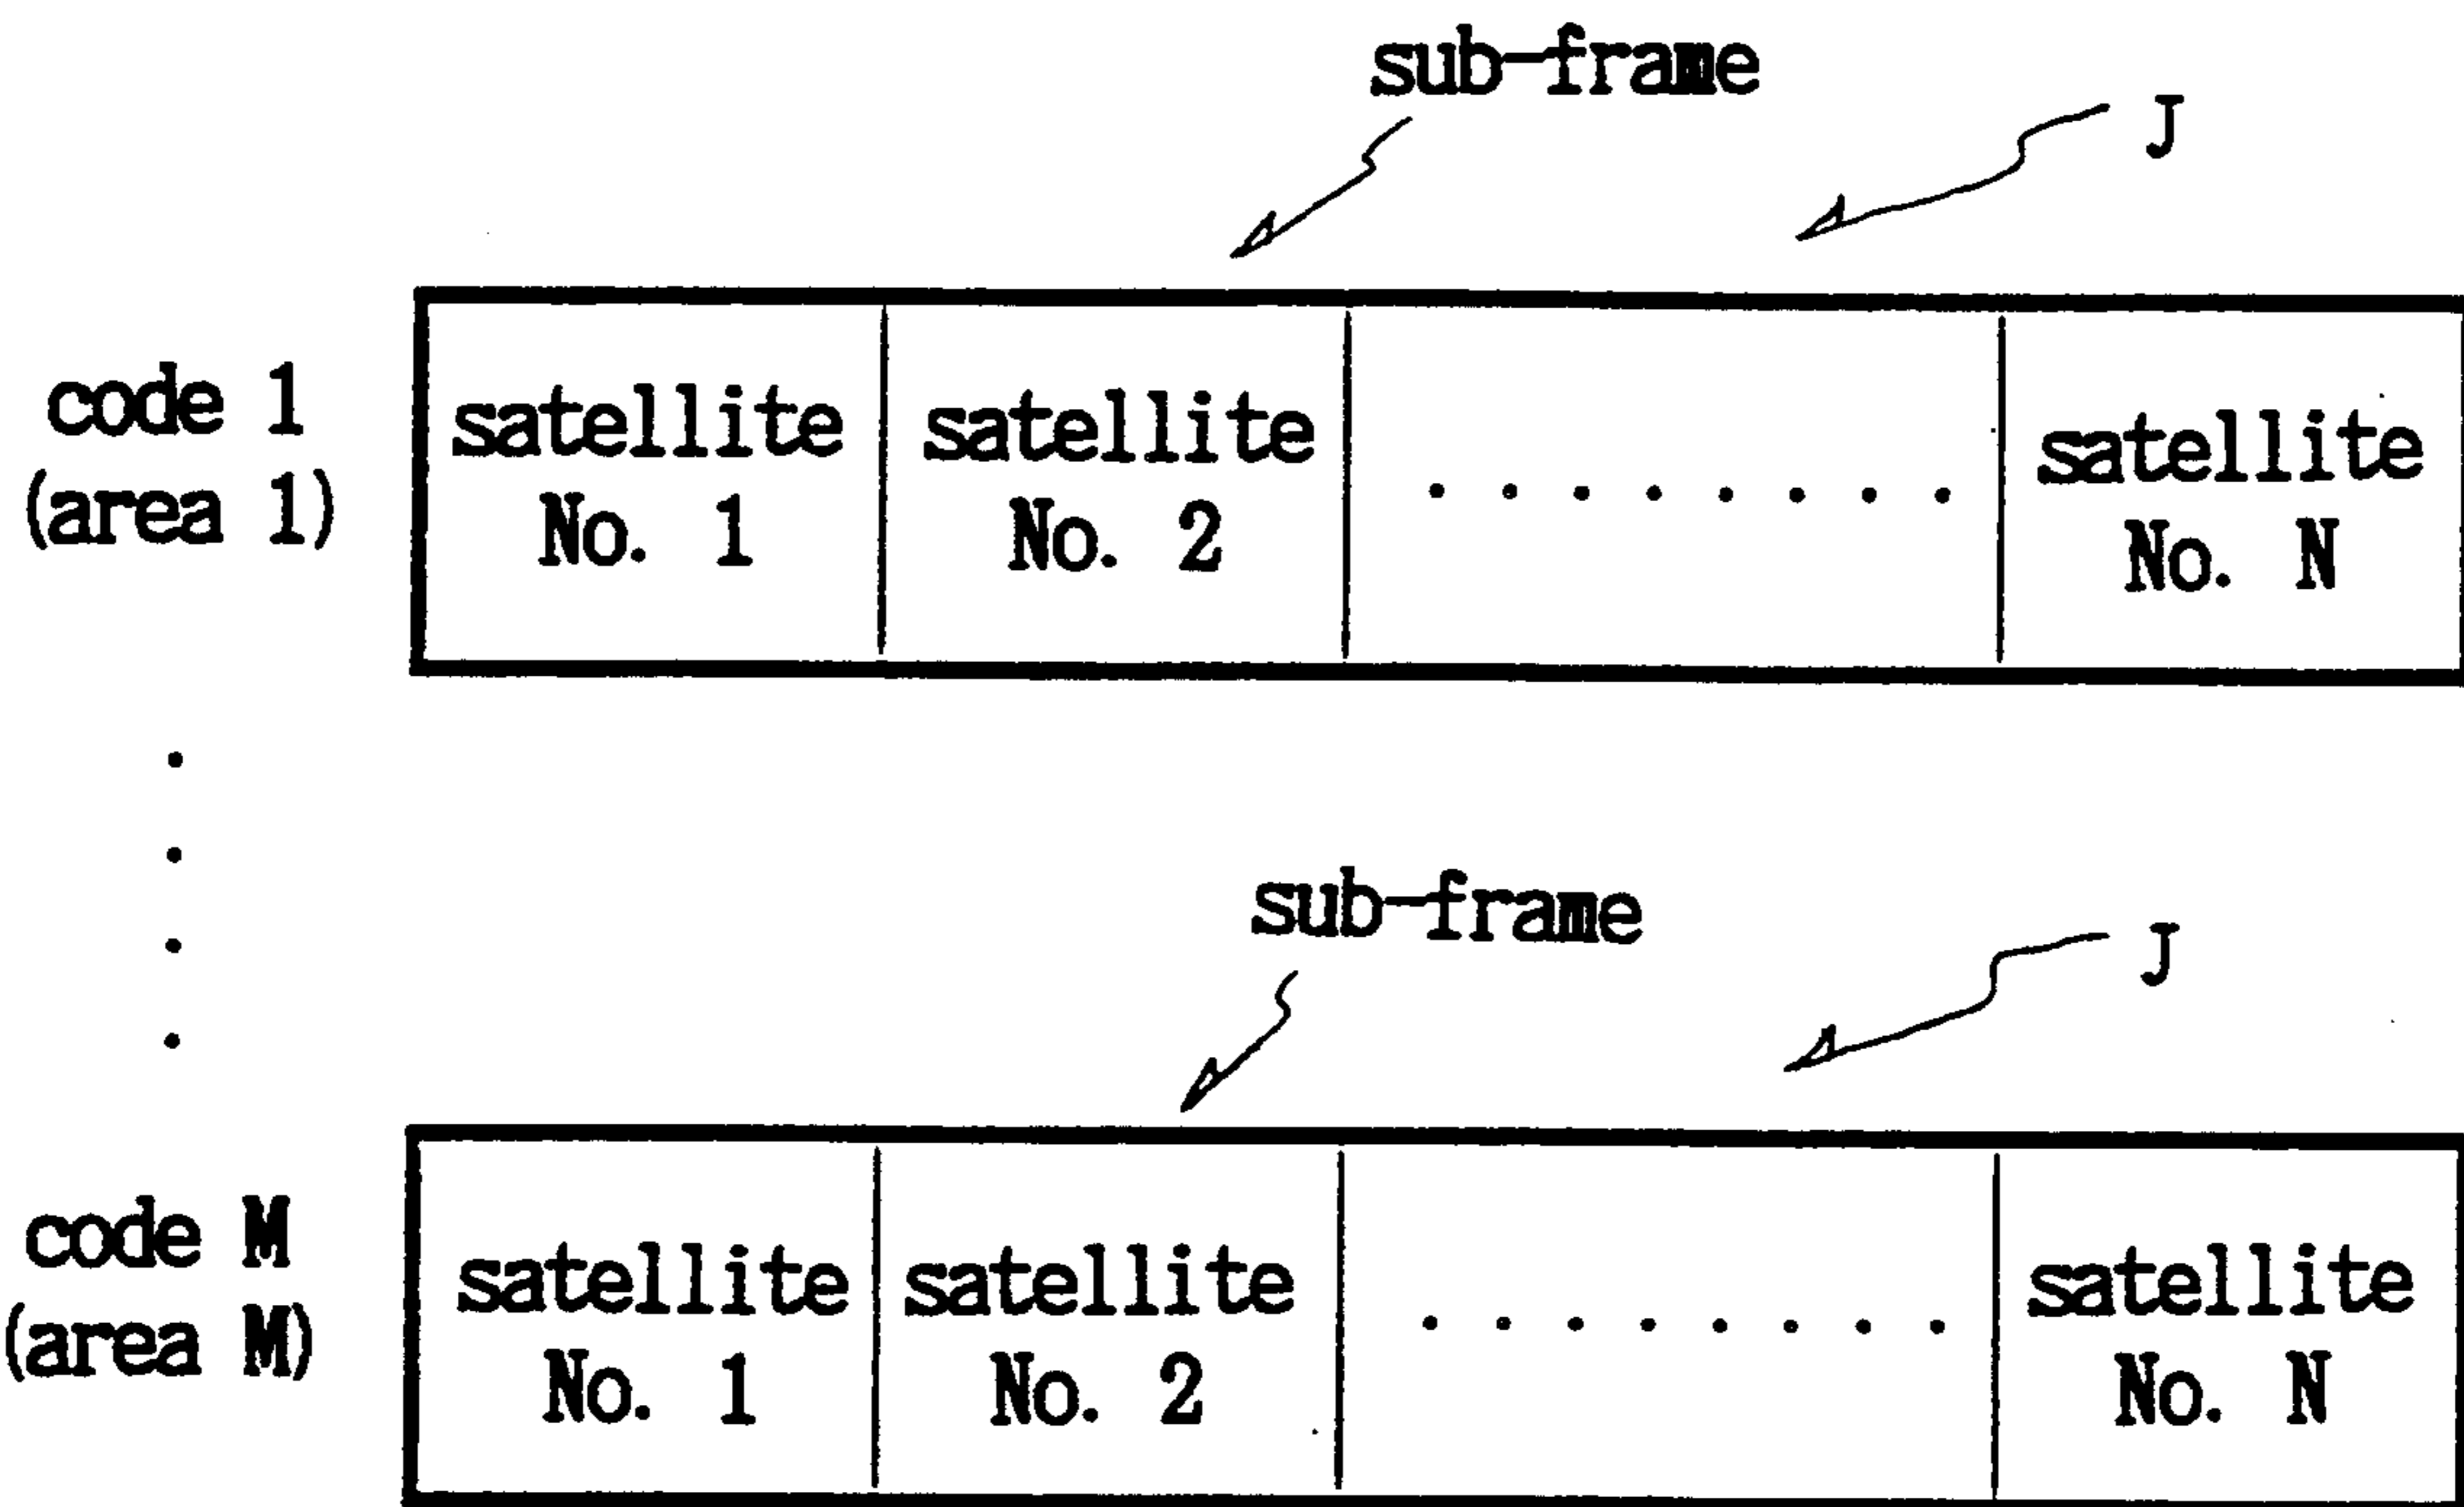 sub-frame
J
code 1
(area 1)
satellite
No. 1
satellite
No. 2
. . . . . . . .
satellite
No. N
.
.
.
.
sub-frame
J
code M
(area M)
satellite
No. 1
satellite
No. 2
. . . . . . . .
satellite
No. N